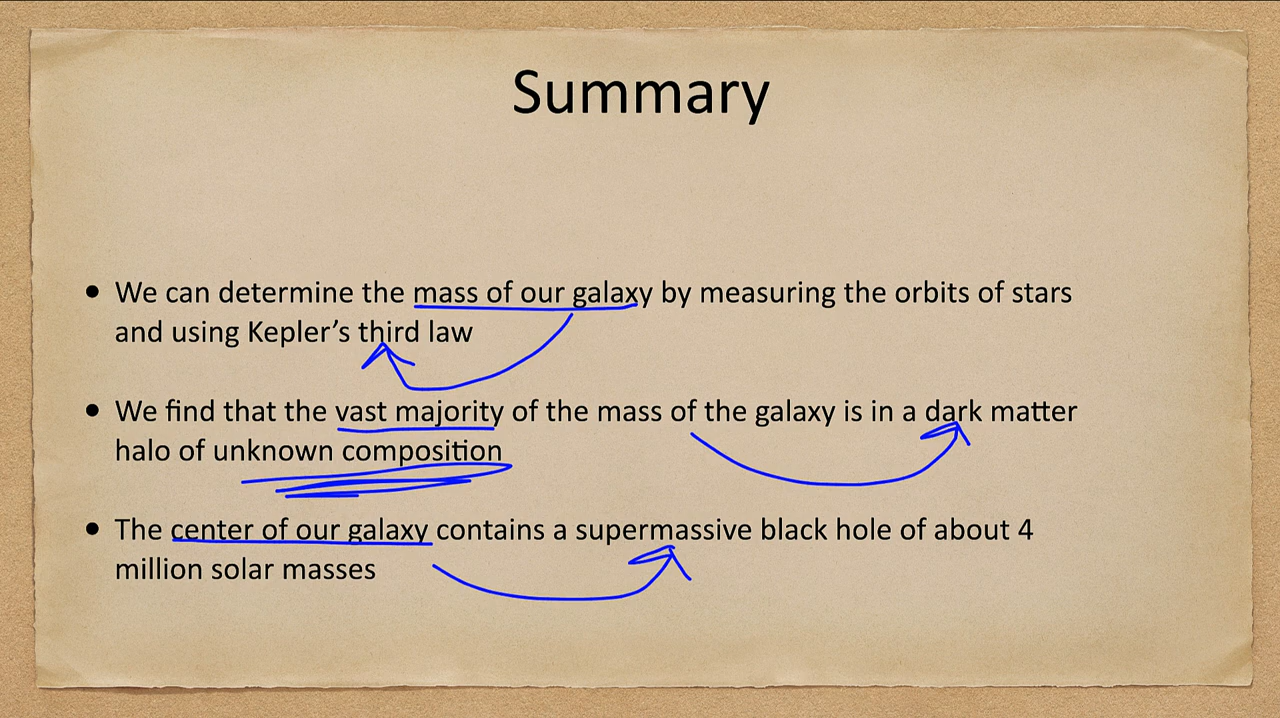 Summary
• We can determine the mass of our galaxy by measuring the orbits of stars
and using Kepler’s third law
• We find that the vast majority of the mass of the galaxy is in a dark matter
halo of unknown composition
• The center of our galaxy contains a supermassive black hole of about 4
million solar masses